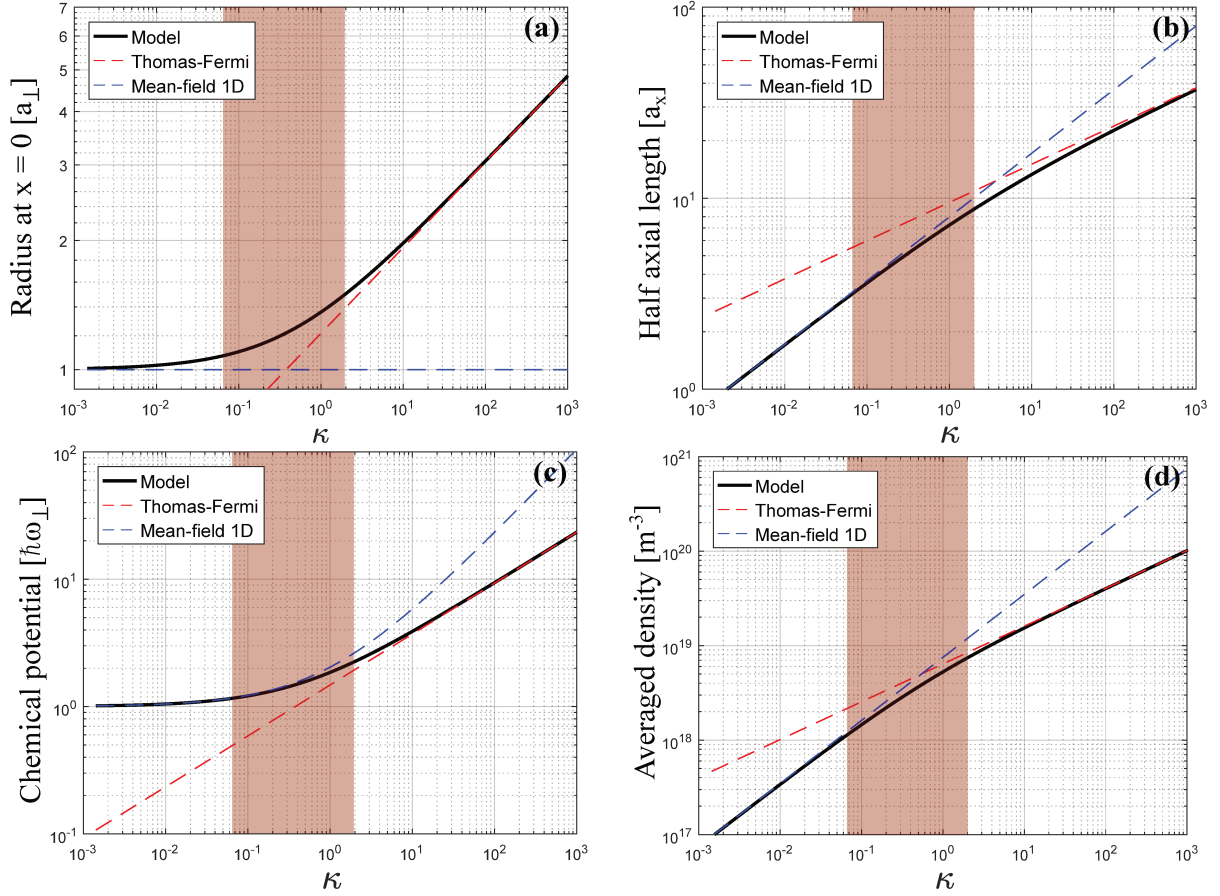 (a)
Model
Thomas-Fermi
Mean-field 1D
Radius at x = 0 [a⊥]
7
6
5
4
3
2
1
10⁻³ 10⁻² 10⁻¹ 10⁰ 10¹ 10² 10³
κ
(b)
Model
Thomas-Fermi
Mean-field 1D
Half axial length [aₓ]
10²
10¹
10⁰
10⁻³ 10⁻² 10⁻¹ 10⁰ 10¹ 10² 10³
κ
(c)
Model
Thomas-Fermi
Mean-field 1D
Chemical potential [ℏω⊥]
10²
10¹
10⁰
10⁻¹
10⁻³ 10⁻² 10⁻¹ 10⁰ 10¹ 10² 10³
κ
(d)
Model
Thomas-Fermi
Mean-field 1D
Averaged density [m⁻³]
10²¹
10²⁰
10¹⁹
10¹⁸
10¹⁷
10⁻³ 10⁻² 10⁻¹ 10⁰ 10¹ 10² 10³
κ